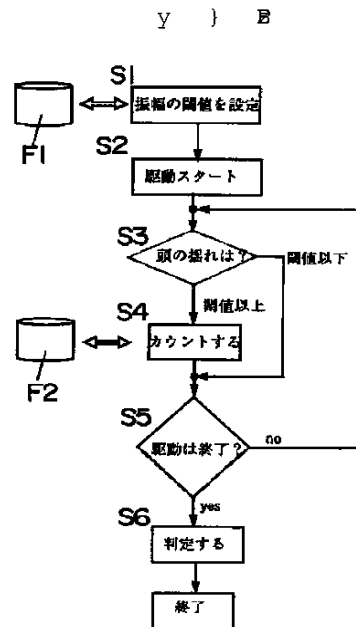 y } B
S1
振幅の閾値を設定
F1
S2
駆動スタート
S3
頭の揺れは？
閾値以下
閾値以上
S4
カウントする
F2
S5
駆動は終了？
no
yes
S6
判定する
終了